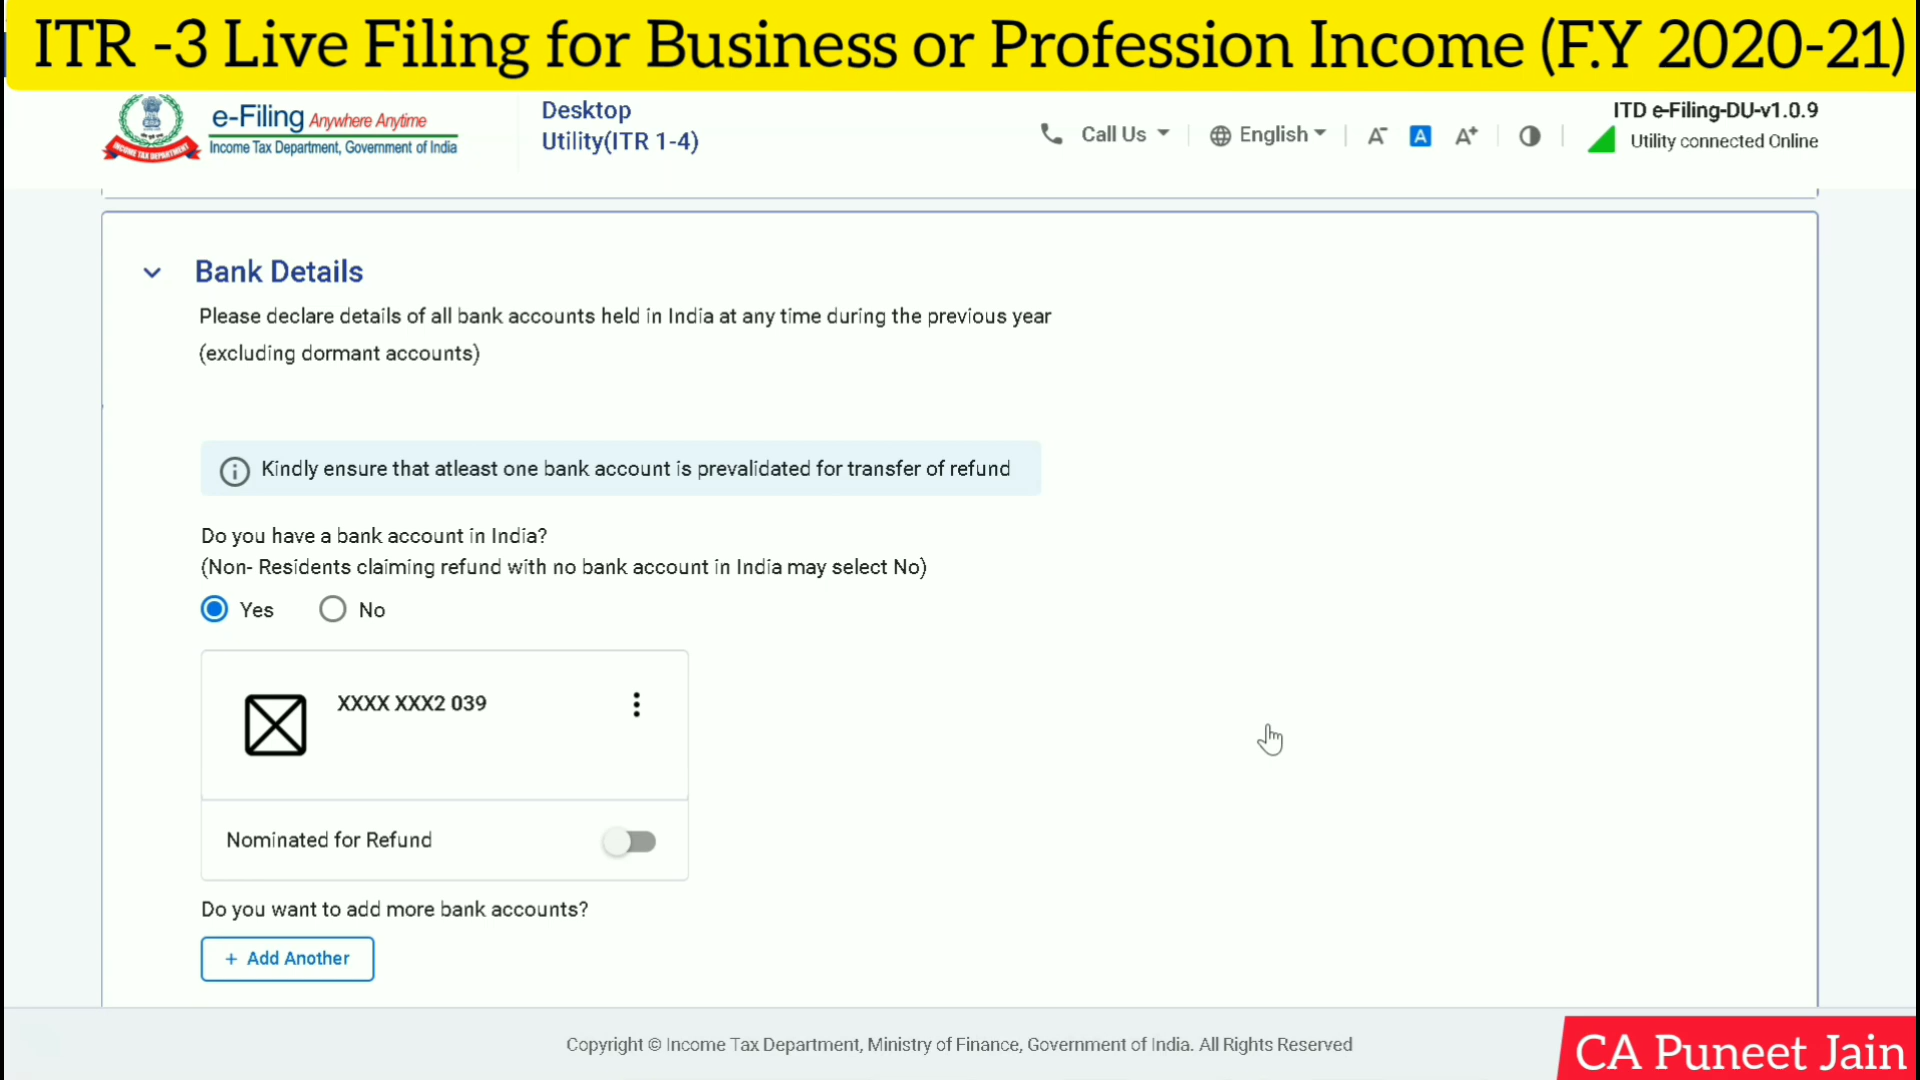 ITR -3 Live Filing for Business or Profession Income (F.Y 2020-21)
e-Filing Anywhere Anytime
Income Tax Department, Government of India
INCOME TAX DEPARTMENT
Desktop
Utility(ITR 1-4)
Call Us
English
A-
A
A+
ITD e-Filing-DU-v1.0.9
Utility connected Online
Bank Details
Please declare details of all bank accounts held in India at any time during the previous year
(excluding dormant accounts)
Kindly ensure that atleast one bank account is prevalidated for transfer of refund
Do you have a bank account in India?
(Non- Residents claiming refund with no bank account in India may select No)
Yes No
XXXX XXX2 039
Nominated for Refund
Do you want to add more bank accounts?
+ Add Another
Copyright © Income Tax Department, Ministry of Finance, Government of India. All Rights Reserved
CA Puneet Jain